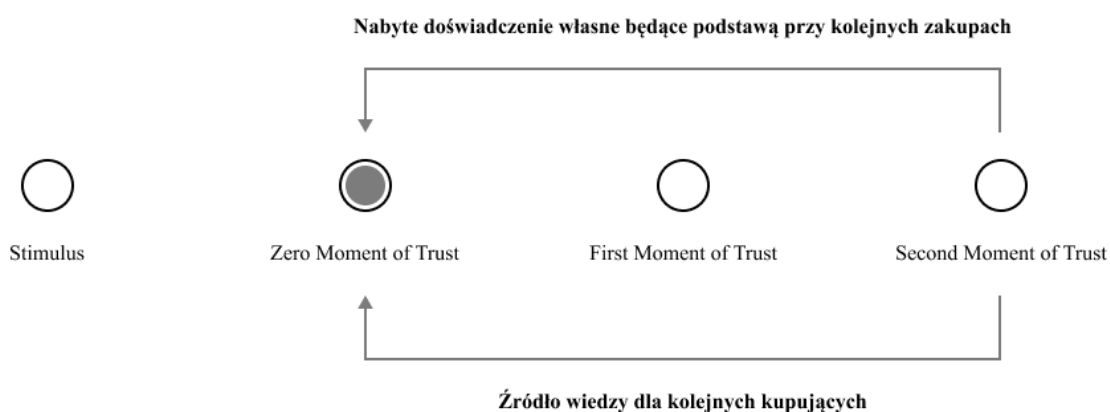 Nabyte doświadczenie własne będące podstawą przy kolejnych zakupach
Stimulus
Zero Moment of Trust
First Moment of Trust
Second Moment of Trust
Źródło wiedzy dla kolejnych kupujących